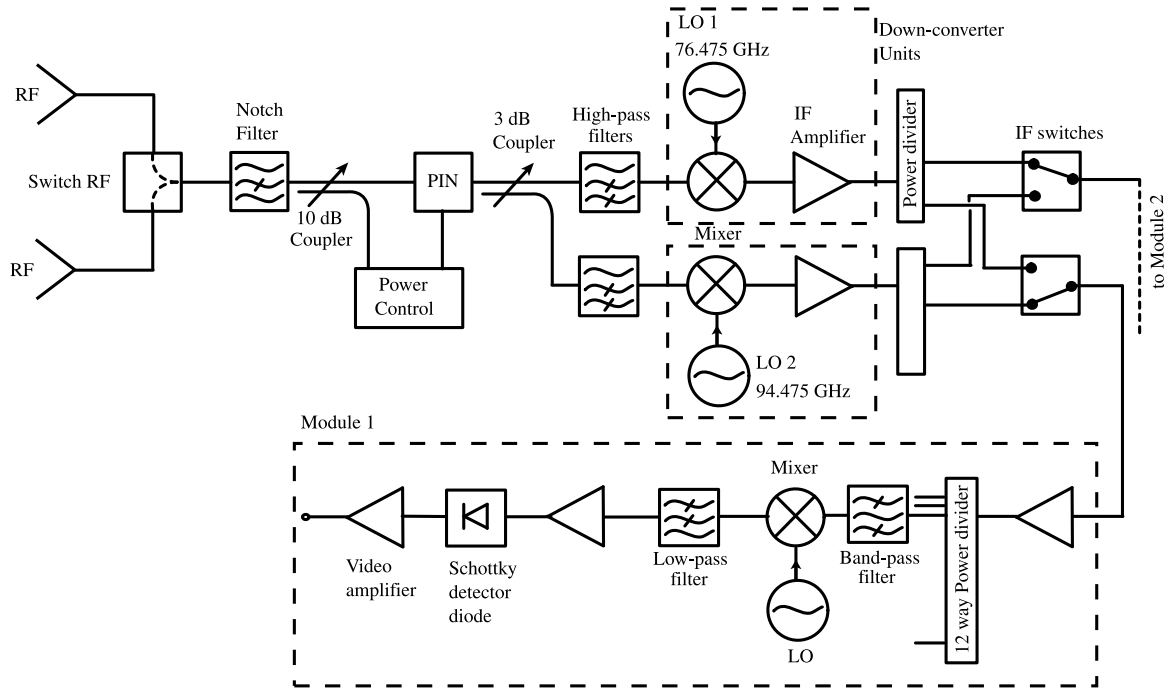 LO 1
76.475 GHz
Down-converter
Units
RF
Notch
Filter
3 dB
Coupler
High-pass
filters
IF
Amplifier
Power divider
IF switches
Switch RF
PIN
10 dB
Coupler
Mixer
RF
Power
Control
LO 2
94.475 GHz
to Module 2
Module 1
Mixer
Video
amplifier
Schottky
detector
diode
Low-pass
filter
Band-pass
filter
12 way Power divider
LO